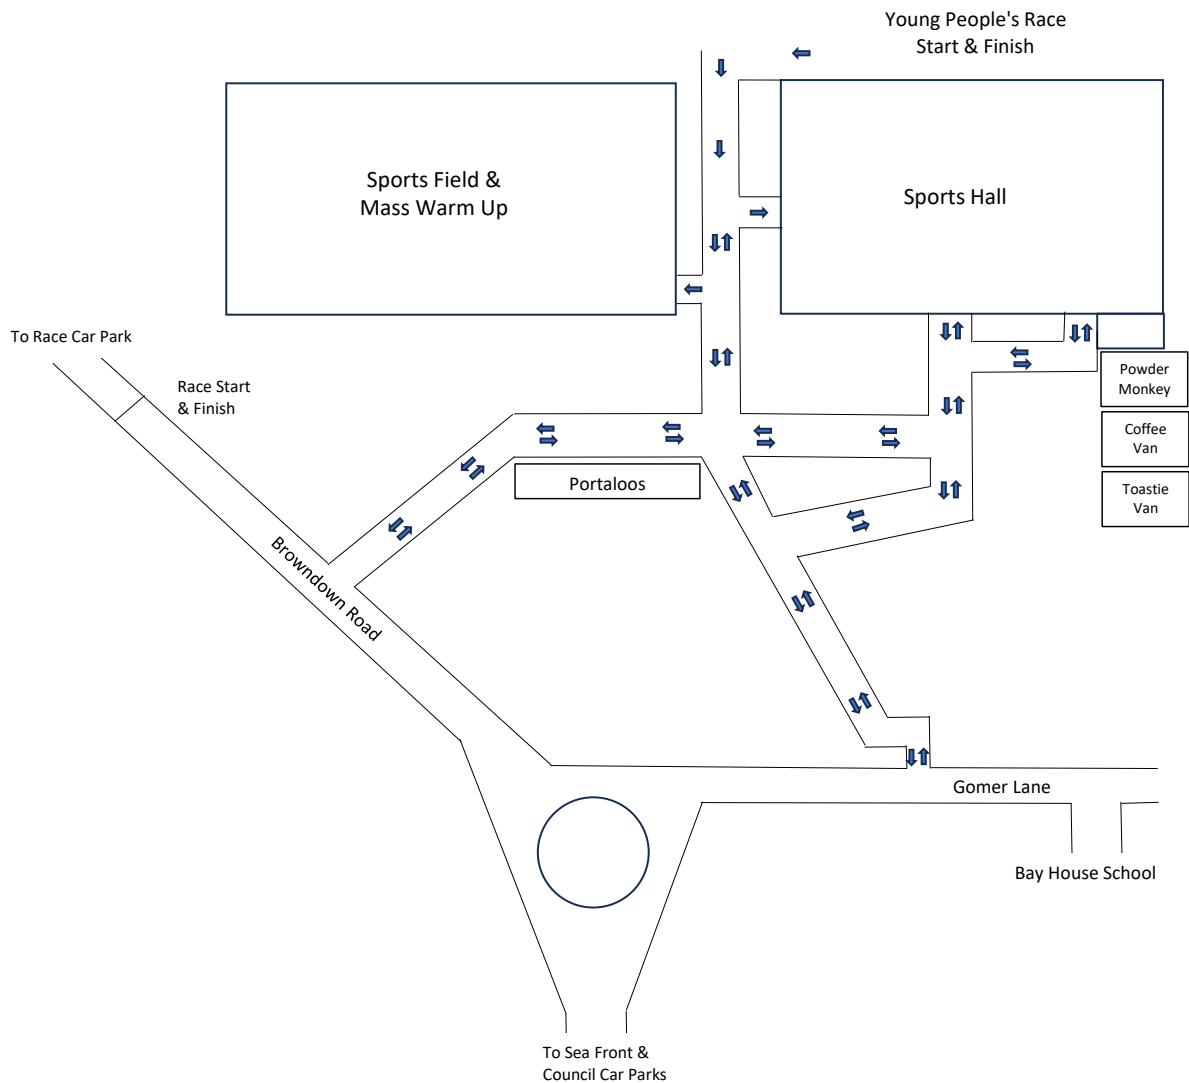 Young People's Race
Start & Finish
Sports Field &
Mass Warm Up
Sports Hall
To Race Car Park
Race Start
& Finish
Powder
Monkey
Coffee
Van
Toastie
Van
Portaloos
Browndown Road
Gomer Lane
Bay House School
To Sea Front &
Council Car Parks